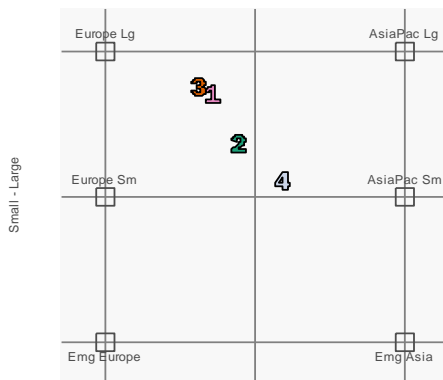 Europe Lg
AsiaPac Lg
3
1
2
4
Europe Sm
AsiaPac Sm
Small - Large
Emg Europe
Emg Asia